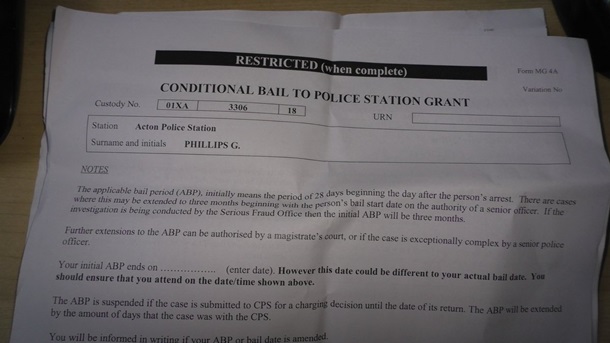 RESTRICTED (when complete)
Form MG 4A
Variation No
CONDITIONAL BAIL TO POLICE STATION GRANT
Custody No. 01XA 3306 18 URN
Station Acton Police Station
Surname and initials PHILLIPS G.
NOTES
The applicable bail period (ABP), initially means the period of 28 days beginning the day after the person's arrest. There are cases
where this may be extended to three months beginning with the person's bail start date on the authority of a senior officer. If the
investigation is being conducted by the Serious Fraud Office then the initial ABP will be three months.
Further extensions to the ABP can be authorised by a magistrate's court, or if the case is exceptionally complex by a senior police
officer.
Your initial ABP ends on .................. (enter date). However this date could be different to your actual bail date. You
should ensure that you attend on the date/time shown above.
The ABP is suspended if the case is submitted to CPS for a charging decision until the date of its return. The ABP will be extended
by the amount of days that the case was with the CPS.
You will be informed in writing if your ABP or bail date is amended.